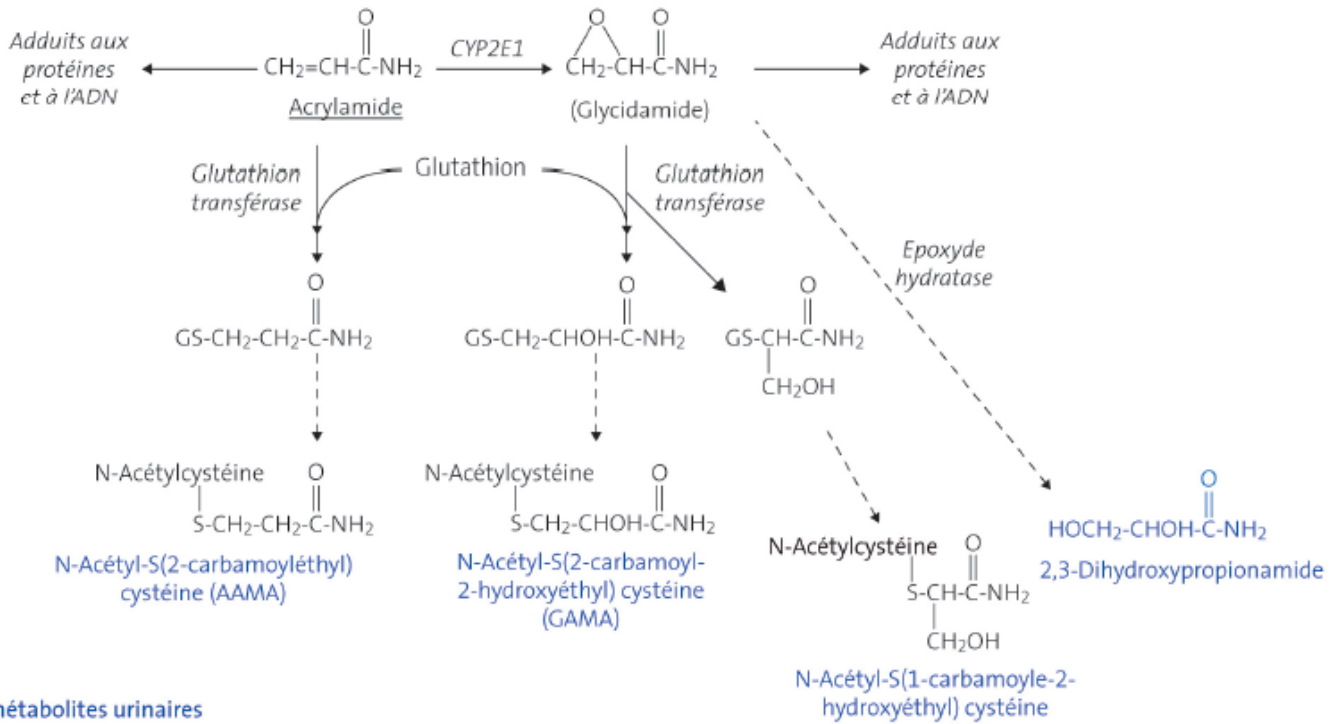 Adduits aux
protéines
et à l'ADN
O
CH2=CH-C-NH2
Acrylamide
CYP2E1
O O
CH2-CH-C-NH2
(Glycidamide)
Adduits aux
protéines
et à l'ADN
Glutathion
transférase
Glutathion
Glutathion
transférase
Epoxyde
hydratase
O
GS-CH2-CH2-C-NH2
O
GS-CH2-CHOH-C-NH2
O
GS-CH-C-NH2
CH2OH
N-Acétylcystéine O
S-CH2-CH2-C-NH2
N-Acétyl-S(2-carbamoyléthyl)
cystéine (AAMA)
N-Acétylcystéine O
S-CH2-CHOH-C-NH2
N-Acétyl-S(2-carbamoyl-
2-hydroxyéthyl) cystéine
(GAMA)
N-Acétylcystéine O
S-CH-C-NH2
CH2OH
N-Acétyl-S(1-carbamoyle-2-
hydroxyéthyl) cystéine
O
HOCH2-CHOH-C-NH2
2,3-Dihydroxypropionamide
métabolites urinaires